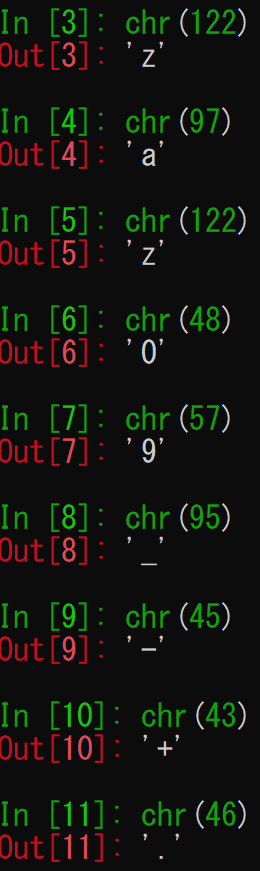 In [3]: chr(122)
Out[3]: 'z'
In [4]: chr(97)
Out[4]: 'a'
In [5]: chr(122)
Out[5]: 'z'
In [6]: chr(48)
Out[6]: '0'
In [7]: chr(57)
Out[7]: '9'
In [8]: chr(95)
Out[8]: '_'
In [9]: chr(45)
Out[9]: '-'
In [10]: chr(43)
Out[10]: '+'
In [11]: chr(46)
Out[11]: '.'